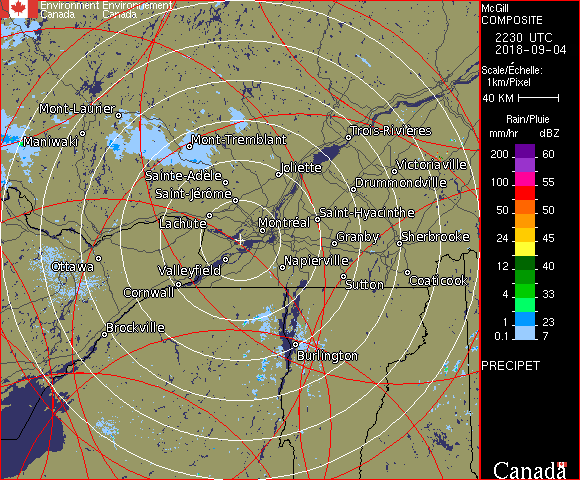 Environment Environnement
Canada Canada
Mont-Laurier
Maniwaki
Mont-Tremblant
Trois-Rivières
Joliette
Victoriaville
Sainte-Adèle
Drummondville
Saint-Jérôme
Lachute
Saint-Hyacinthe
Montréal
Granby
Sherbrooke
Ottawa
Valleyfield
Napierville
Cornwall
Sutton
Coaticook
Brockville
Burlington
McGill
COMPOSITE
2230 UTC
2018-09-04
Scale/Échelle:
1km/Pixel
40 KM
Rain/Pluie
mm/hr dBZ
200 60
150 57
100 55
50 50
24 45
12 40
4 33
1 23
0.1 7
PRECIPET
Canada